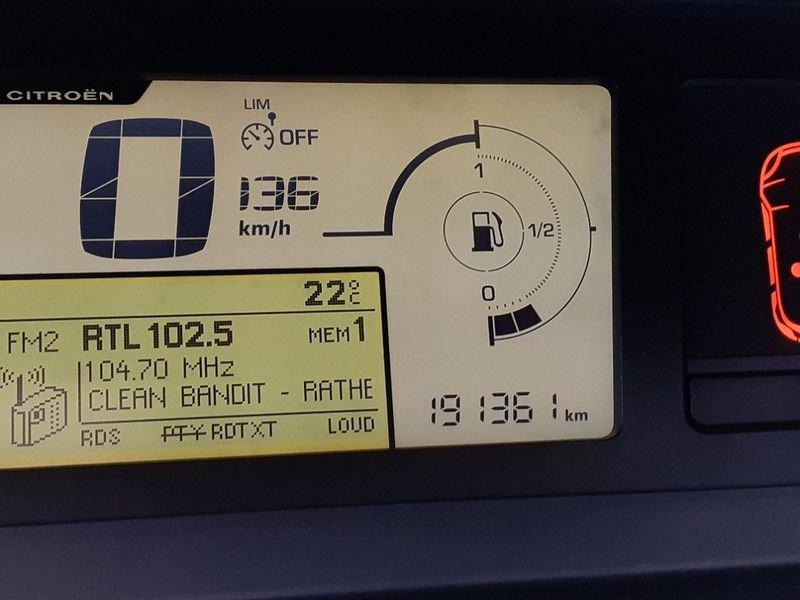 CITROËN
LIM
OFF
0
136
km/h
1
1/2
0
22°C
FM2 RTL 102.5 MEM 1
104.70 MHz
CLEAN BANDIT - RATHE
RDS PTY RDTXT LOUD
191361 km